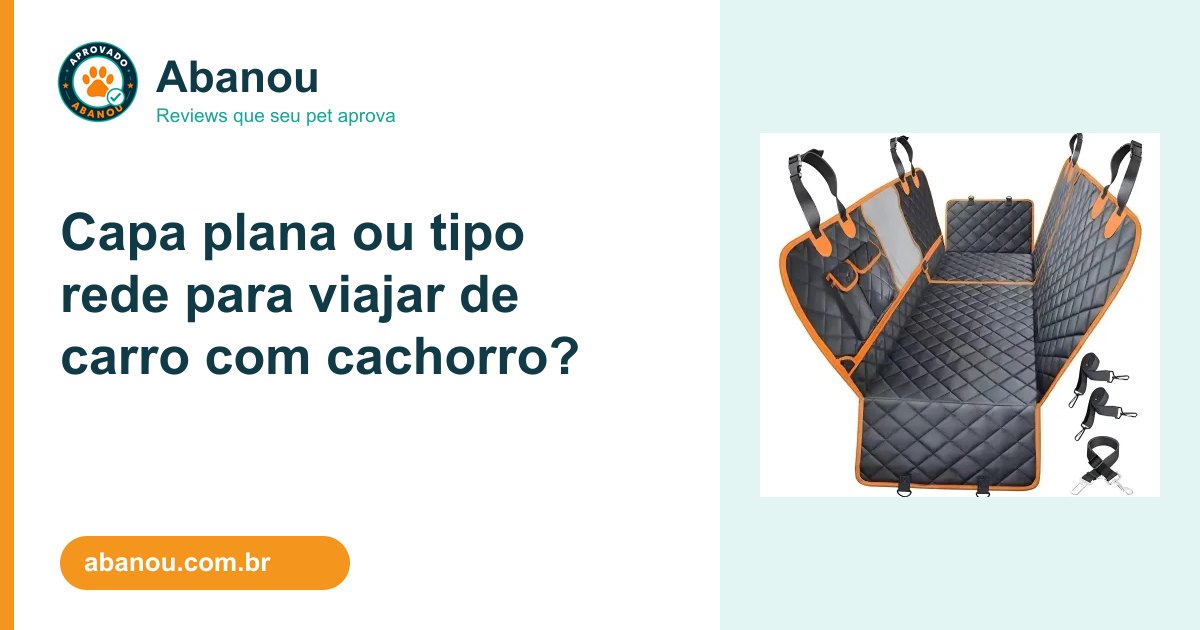 APROVADO
ABANOU
Abanou
Reviews que seu pet aprova
Capa plana ou tipo
rede para viajar de
carro com cachorro?
abanou.com.br